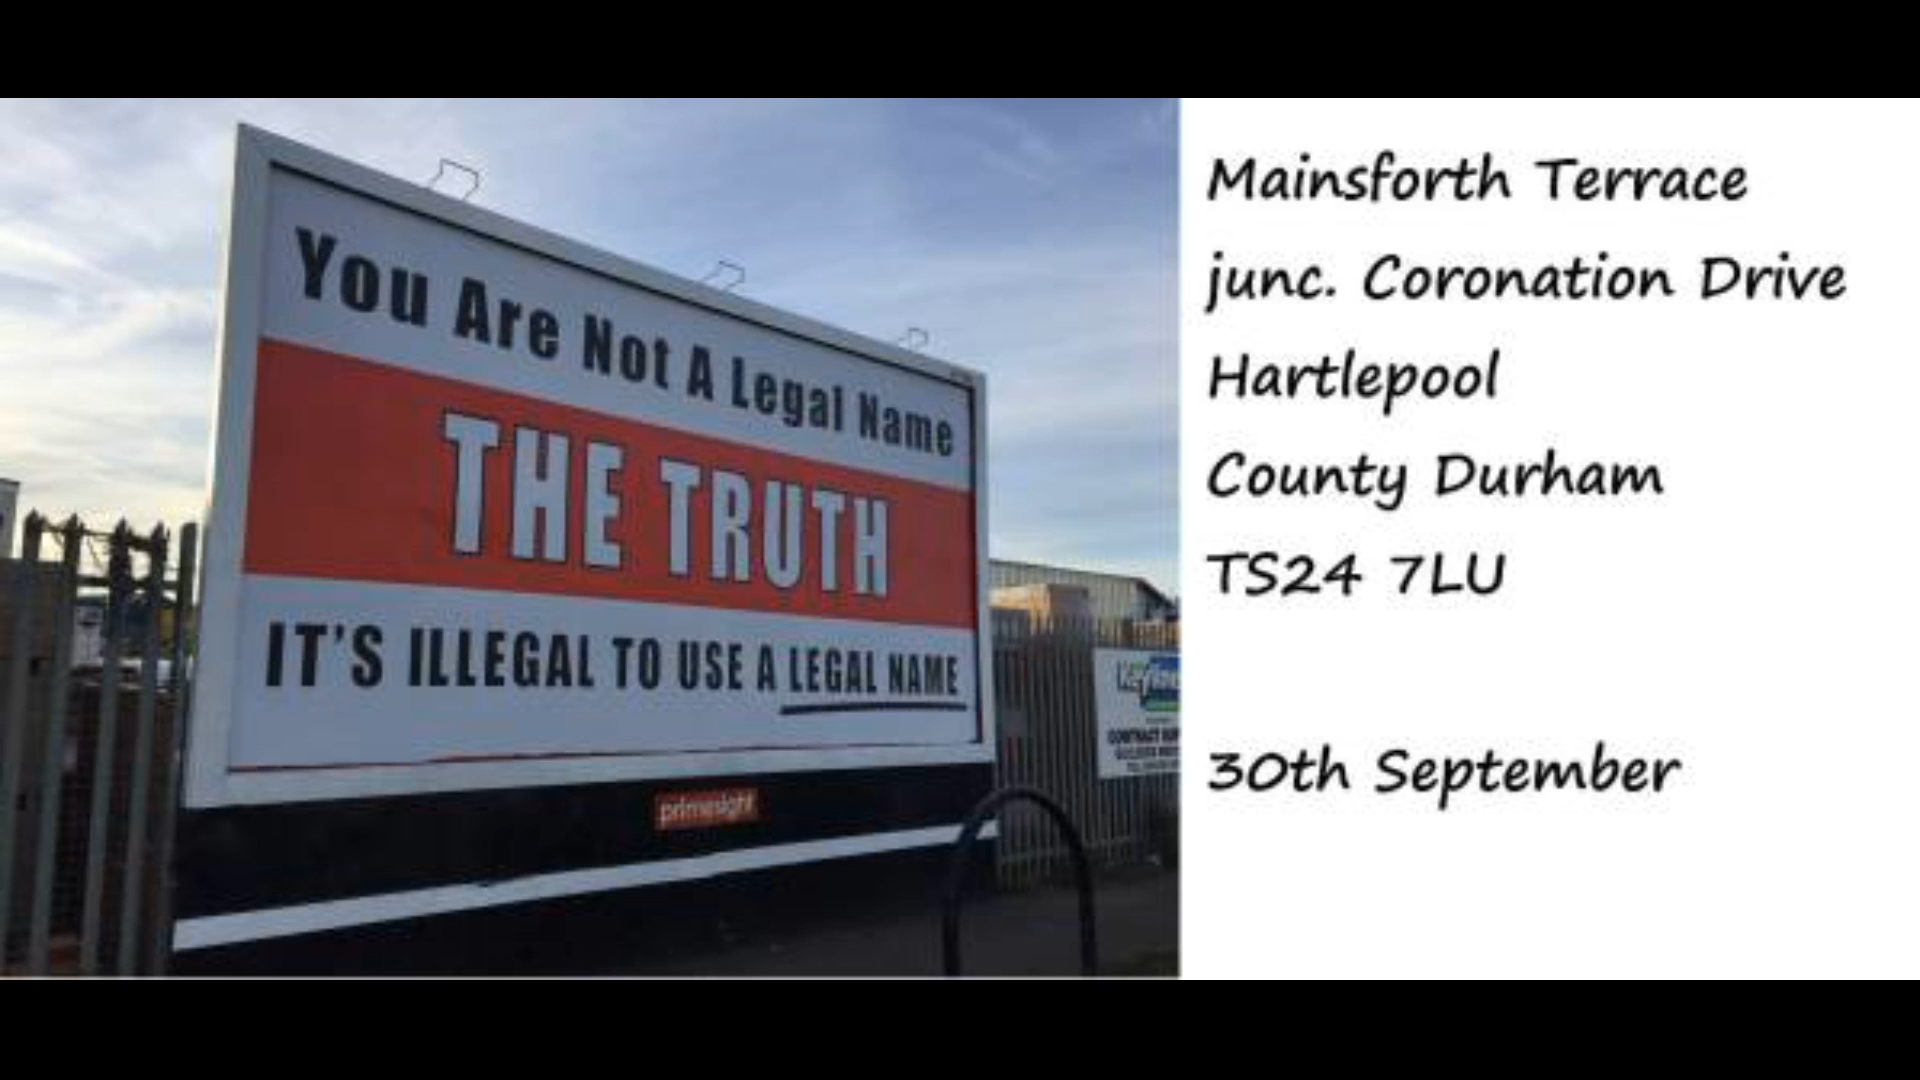 You Are Not A Legal Name
THE TRUTH
IT'S ILLEGAL TO USE A LEGAL NAME
primesight
Mainsforth Terrace
junc. Coronation Drive
Hartlepool
County Durham
TS24 7LU
30th September